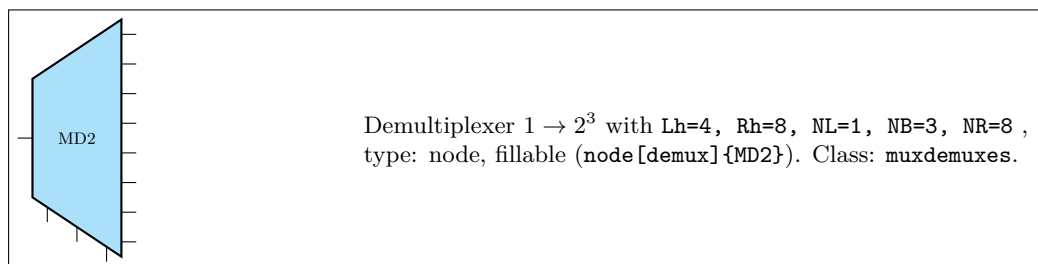 MD2
Demultiplexer 1 → 2³ with Lh=4, Rh=8, NL=1, NB=3, NR=8 ,
type: node, fillable (node[demux]{MD2}). Class: muxdemuxes.